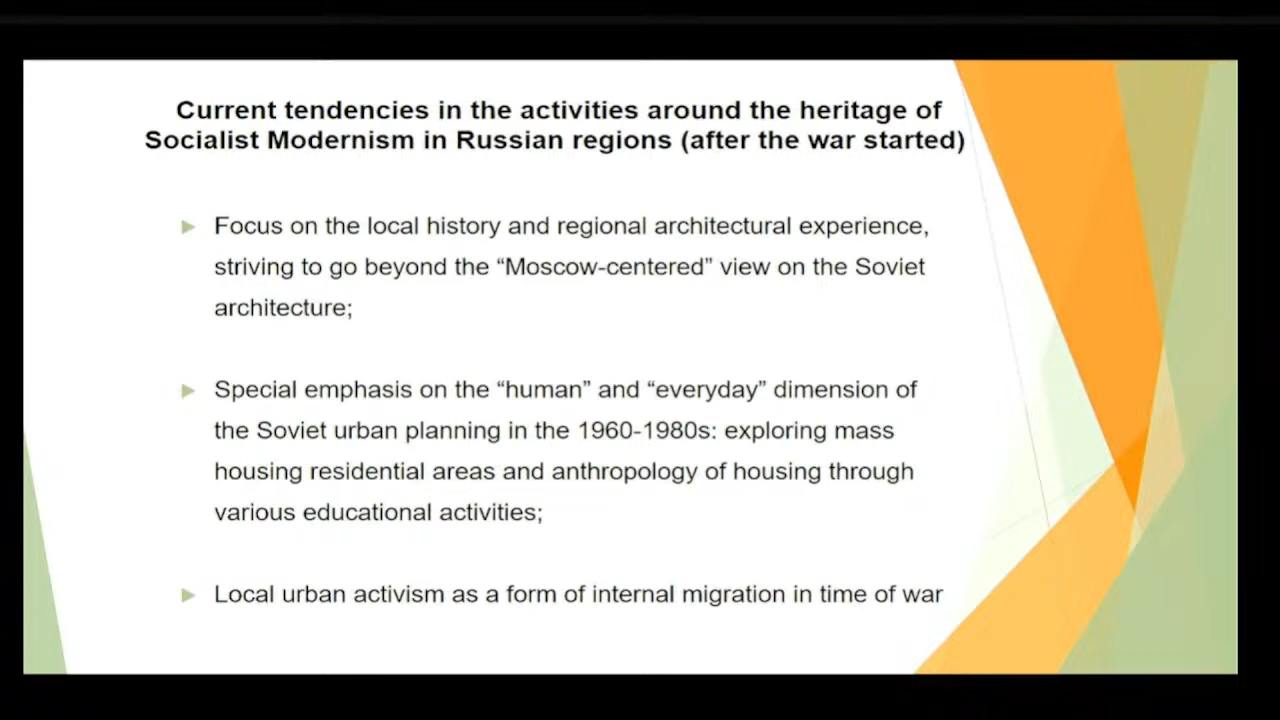 Current tendencies in the activities around the heritage of
Socialist Modernism in Russian regions (after the war started)
Focus on the local history and regional architectural experience,
striving to go beyond the “Moscow-centered” view on the Soviet
architecture;
Special emphasis on the “human” and “everyday” dimension of
the Soviet urban planning in the 1960-1980s: exploring mass
housing residential areas and anthropology of housing through
various educational activities;
Local urban activism as a form of internal migration in time of war